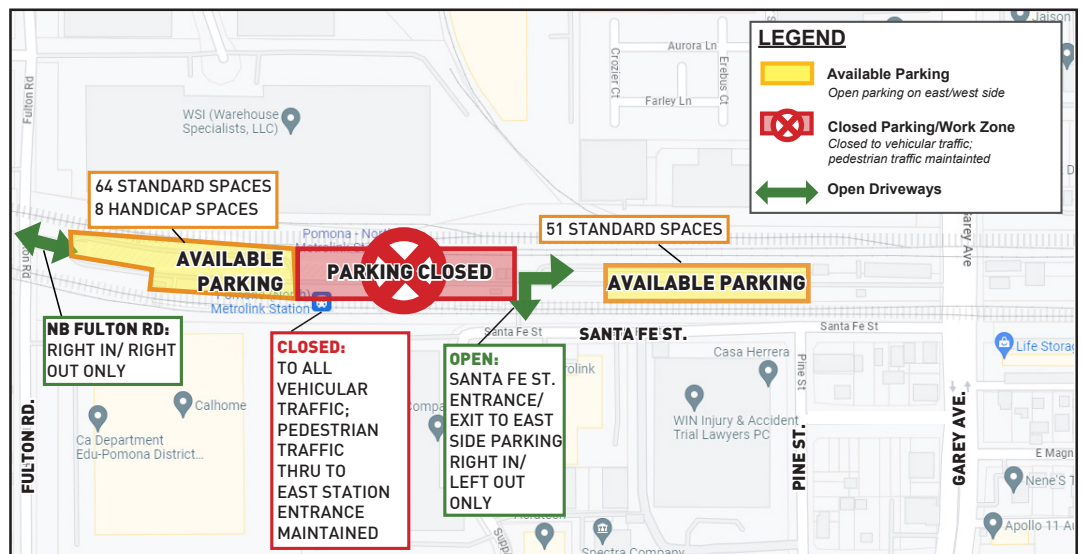 LEGEND
Available Parking
Open parking on east/west side
Closed Parking/Work Zone
Closed to vehicular traffic;
pedestrian traffic maintainted
Open Driveways
Jaison
Aurora Ln
Crozier Ct
Erebus Ct
Farley Ln
Fulton Rd
WSI (Warehouse
Specialists, LLC)
64 STANDARD SPACES
8 HANDICAP SPACES
51 STANDARD SPACES
Garey Ave
Pomona - North
Metrolink
AVAILABLE
PARKING
PARKING CLOSED
AVAILABLE PARKING
Metrolink Station
NB FULTON RD:
RIGHT IN/ RIGHT
OUT ONLY
CLOSED:
TO ALL
VEHICULAR
TRAFFIC;
PEDESTRIAN
TRAFFIC
THRU TO
EAST STATION
ENTRANCE
MAINTAINED
OPEN:
SANTA FE ST.
ENTRANCE/
EXIT TO EAST
SIDE PARKING
RIGHT IN/
LEFT OUT
ONLY
Santa Fe St
SANTA FE ST.
Santa Fe St
Life Storag
Casa Herrera
Pine St
WIN Injury & Accident
Trial Lawyers PC
Calhome
Ca Department
Edu-Pomona District...
FULTON RD.
PINE ST.
GAREY AVE.
E Magn
Nene'S T
Apollo 11 Au
Spectra Company